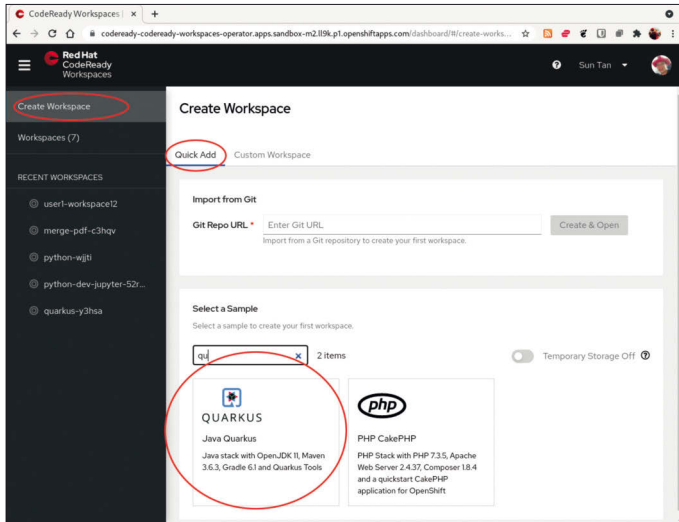 CodeReady Workspaces |
codeready-codeready-workspaces-operator.apps.sandbox-m2.ll9k.p1.openshiftapps.com/dashboard/#/create-works...
Red Hat
CodeReady
Workspaces
Sun Tan
Create Workspace
Workspaces (7)
RECENT WORKSPACES
user1-workspace12
merge-pdf-c3hqv
python-wjjti
python-dev-jupyter-52r...
quarkus-y3hsa
Create Workspace
Quick Add Custom Workspace
Import from Git
Git Repo URL * Enter Git URL Create & Open
Import from a Git repository to create your first workspace.
Select a Sample
Select a sample to create your first workspace.
qu 2 items Temporary Storage Off
QUARKUS
Java Quarkus
Java stack with OpenJDK 11, Maven
3.6.3, Gradle 6.1 and Quarkus Tools
php
PHP CakePHP
PHP Stack with PHP 7.3.5, Apache
Web Server 2.4.37, Composer 1.8.4
and a quickstart CakePHP
application for OpenShift